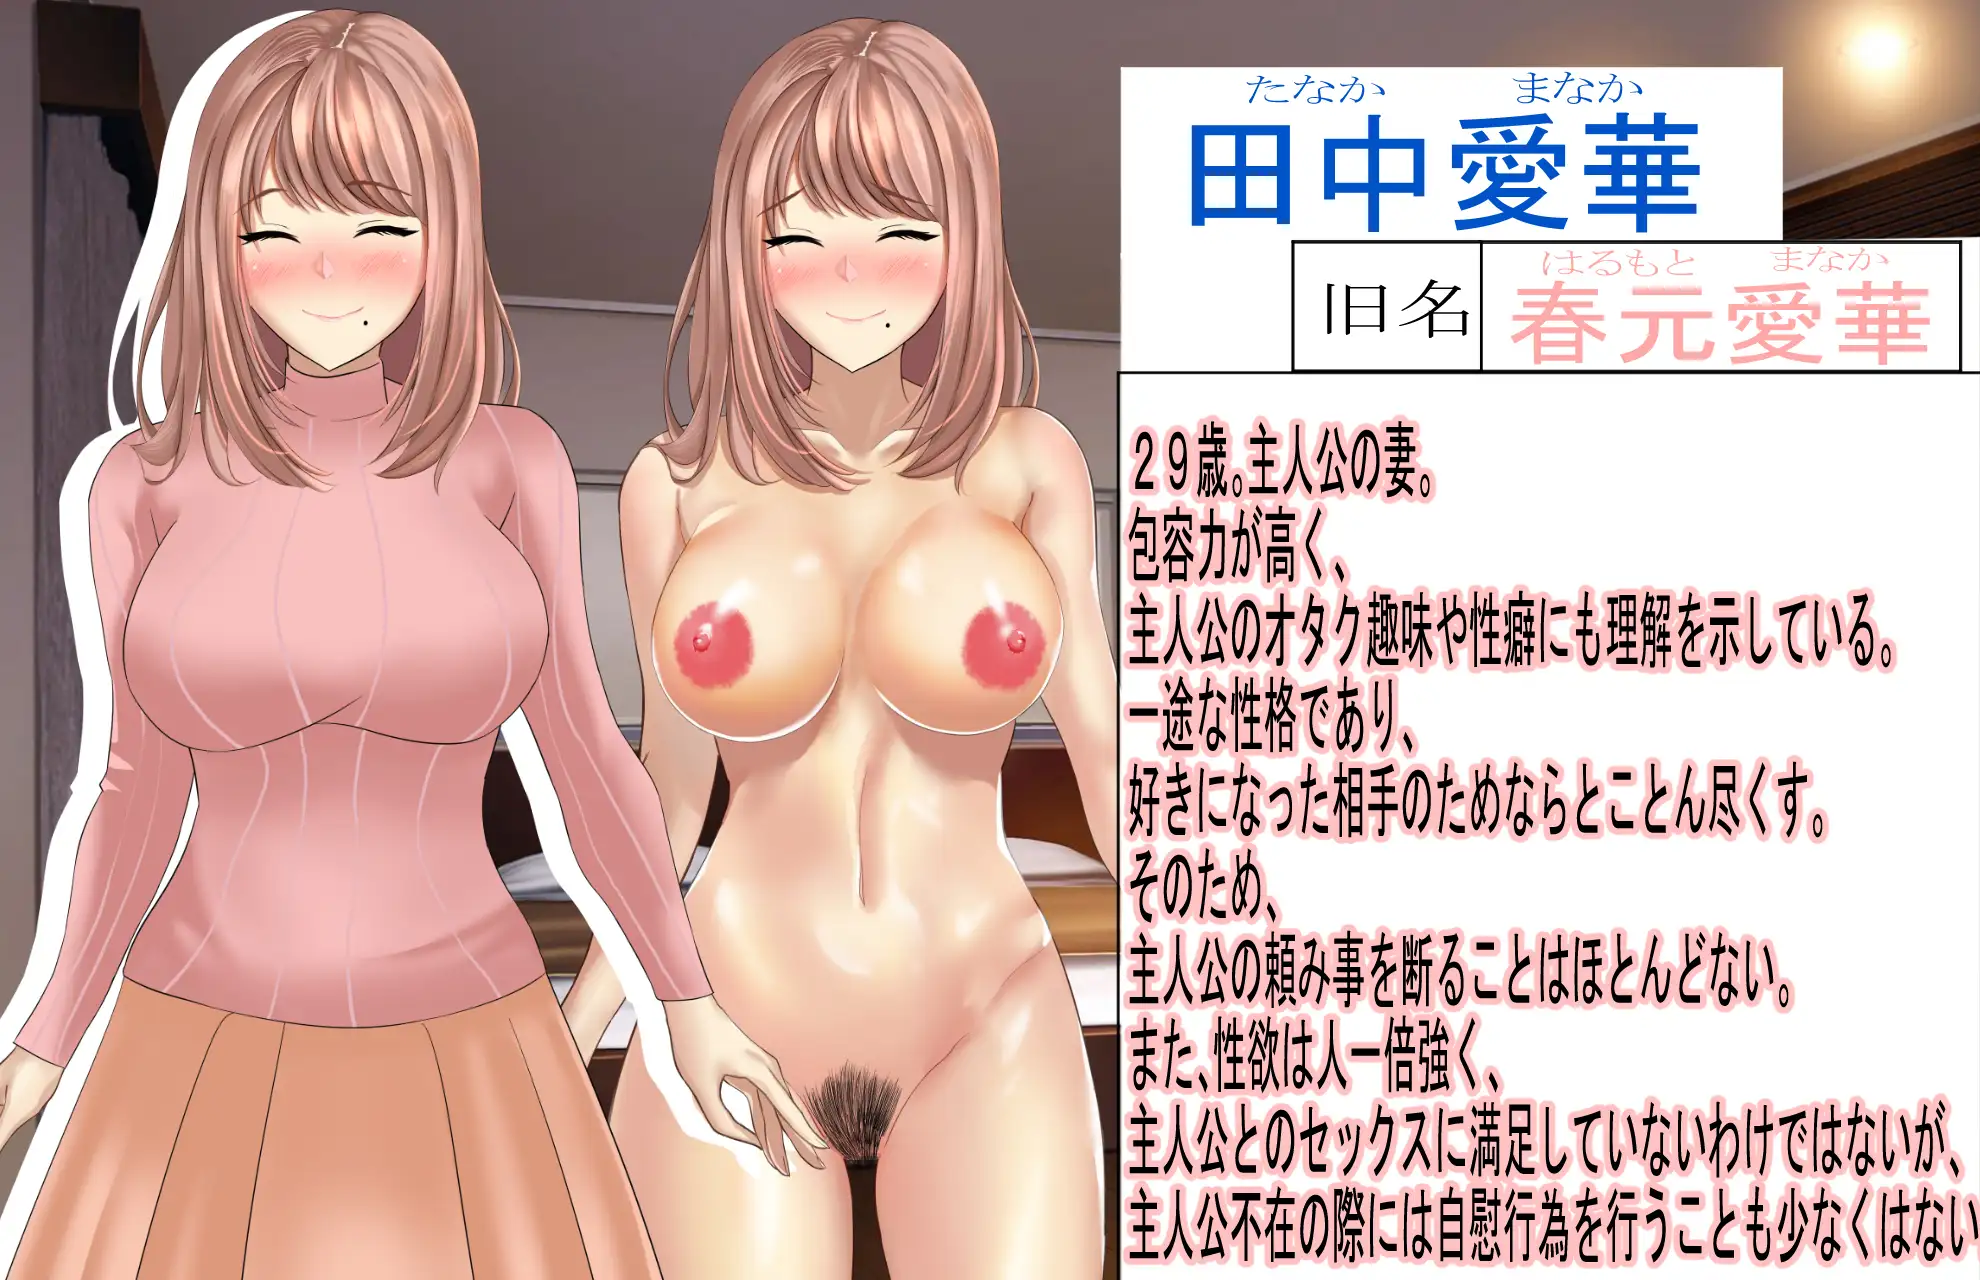 たなか まなか
田中愛華
旧名
はるもと まなか
春元愛華
29歳。主人公の妻。
包容力が高く、
主人公のオタク趣味や性癖にも理解を示している。
一途な性格であり、
好きになった相手のためならとことん尽くす。
そのため、
主人公の頼み事を断ることはほとんどない。
また、性欲は人一倍強く、
主人公とのセックスに満足していないわけではないが、
主人公不在の際には自慰行為を行うことも少なくはない